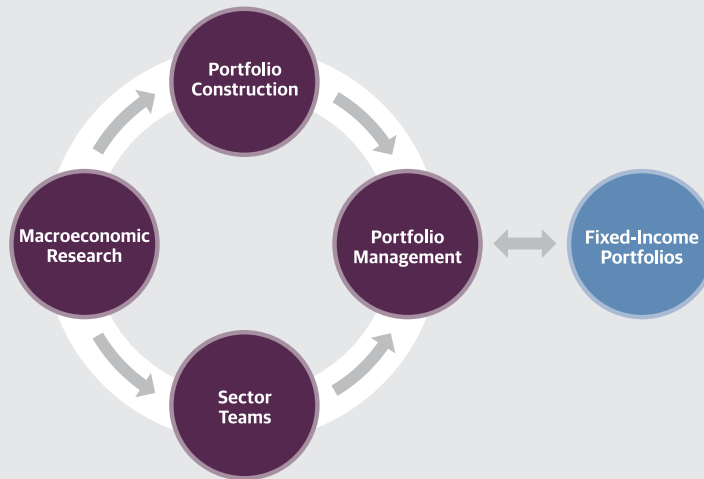 Portfolio
Construction
Macroeconomic
Research
Portfolio
Management
Fixed-Income
Portfolios
Sector
Teams